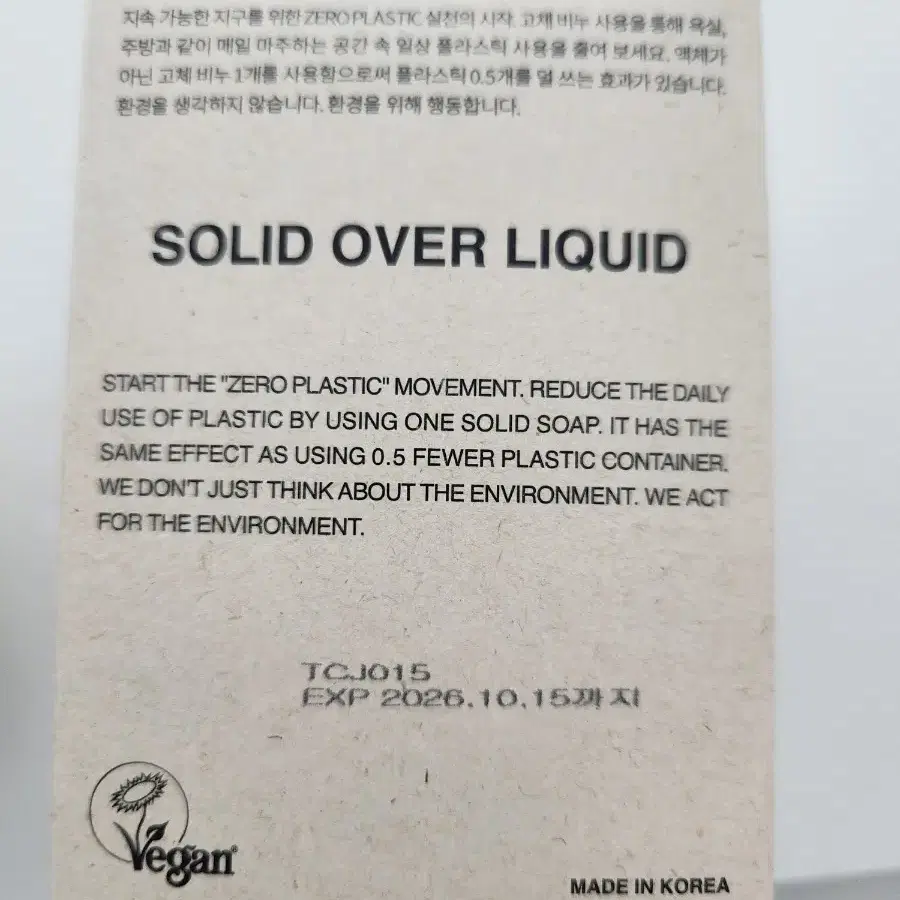 지속 가능한 지구를 위한 ZERO PLASTIC 실천의 시작. 고체 비누 사용을 통해 욕실,
주방과 같이 매일 마주하는 공간 속 일상 플라스틱 사용을 줄여 보세요. 액체가
아닌 고체 비누 1개를 사용함으로써 플라스틱 0.5개를 덜 쓰는 효과가 있습니다.
환경을 생각하지 않습니다. 환경을 위해 행동합니다.
SOLID OVER LIQUID
START THE "ZERO PLASTIC" MOVEMENT. REDUCE THE DAILY
USE OF PLASTIC BY USING ONE SOLID SOAP. IT HAS THE
SAME EFFECT AS USING 0.5 FEWER PLASTIC CONTAINER.
WE DON'T JUST THINK ABOUT THE ENVIRONMENT. WE ACT
FOR THE ENVIRONMENT.
TCJ015
EXP 2026.10.15까지
Vegan
MADE IN KOREA